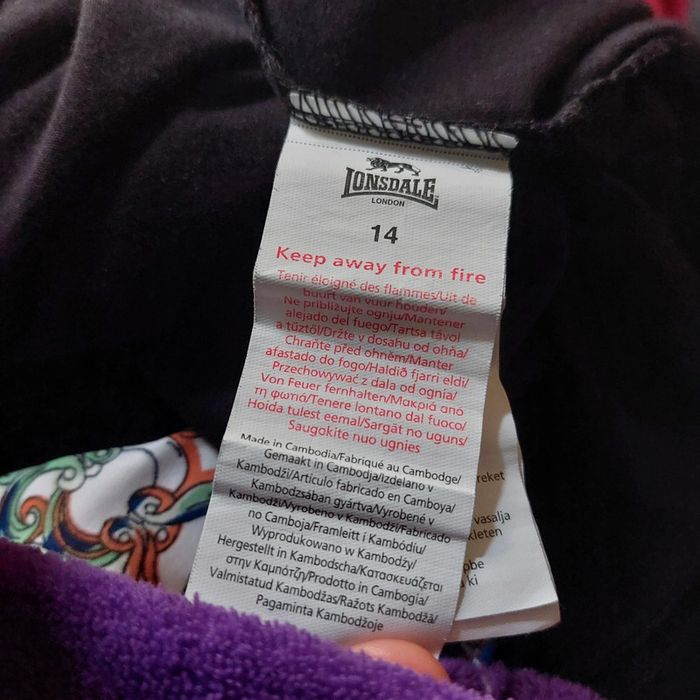 LONSDALE
LONDON
14
Keep away from fire
Tenir éloigné des flammes/Uit de
buurt van vuur houden/
Ne približujte ognju/Mantener
alejado del fuego/Tartsa távol
a tűztől/Držte v dosahu od ohňa/
Chraňte před ohněm/Manter
afastado do fogo/Haldið fjarri eldi/
Przechowywać z dala od ognia/
Von Feuer fernhalten/Μακριά από
τη φωτιά/Tenere lontano dal fuoco/
Hoida tulest eemal/Sargāt no uguns/
Saugokite nuo ugnies
Made in Cambodia/Fabriqué au Cambodge/
Gemaakt in Cambodja/Izdelano v
Kambodži/Artículo fabricado en Camboya/
Kambodzsában gyártva/Vyrobené v
Kambodži/Vyrobeno v Kambodži/Fabricado
no Camboja/Framleitt í Kambódíu/
Wyprodukowano w Kambodży/
Hergestellt in Kambodscha/Κατασκευάζεται
στην Καμπότζη/Prodotto in Cambogia/
Valmistatud Kambodžas/Ražots Kambodžā/
Pagaminta Kambodžoje
reket
vasalja
kleten
obe
ki